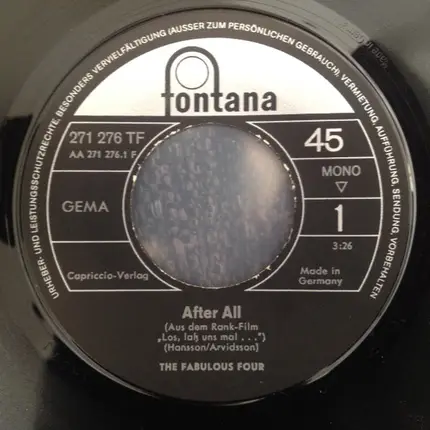 URHEBER- UND LEISTUNGSSCHUTZRECHTE, BESONDERS VERVIELFÄLTIGUNG (AUSSER ZUM PERSÖNLICHEN GEBRAUCH), VERMIETUNG, AUFFÜHRUNG, SENDUNG, VORBEHALTEN
fontana
271 276 TF
AA 271 276.1 F
45
MONO
GEMA
1
3:26
Capriccio-Verlag
Made in
Germany
After All
(Aus dem Rank-Film
„Los, laß uns mal . . .")
(Hansson/Arvidsson)
THE FABULOUS FOUR